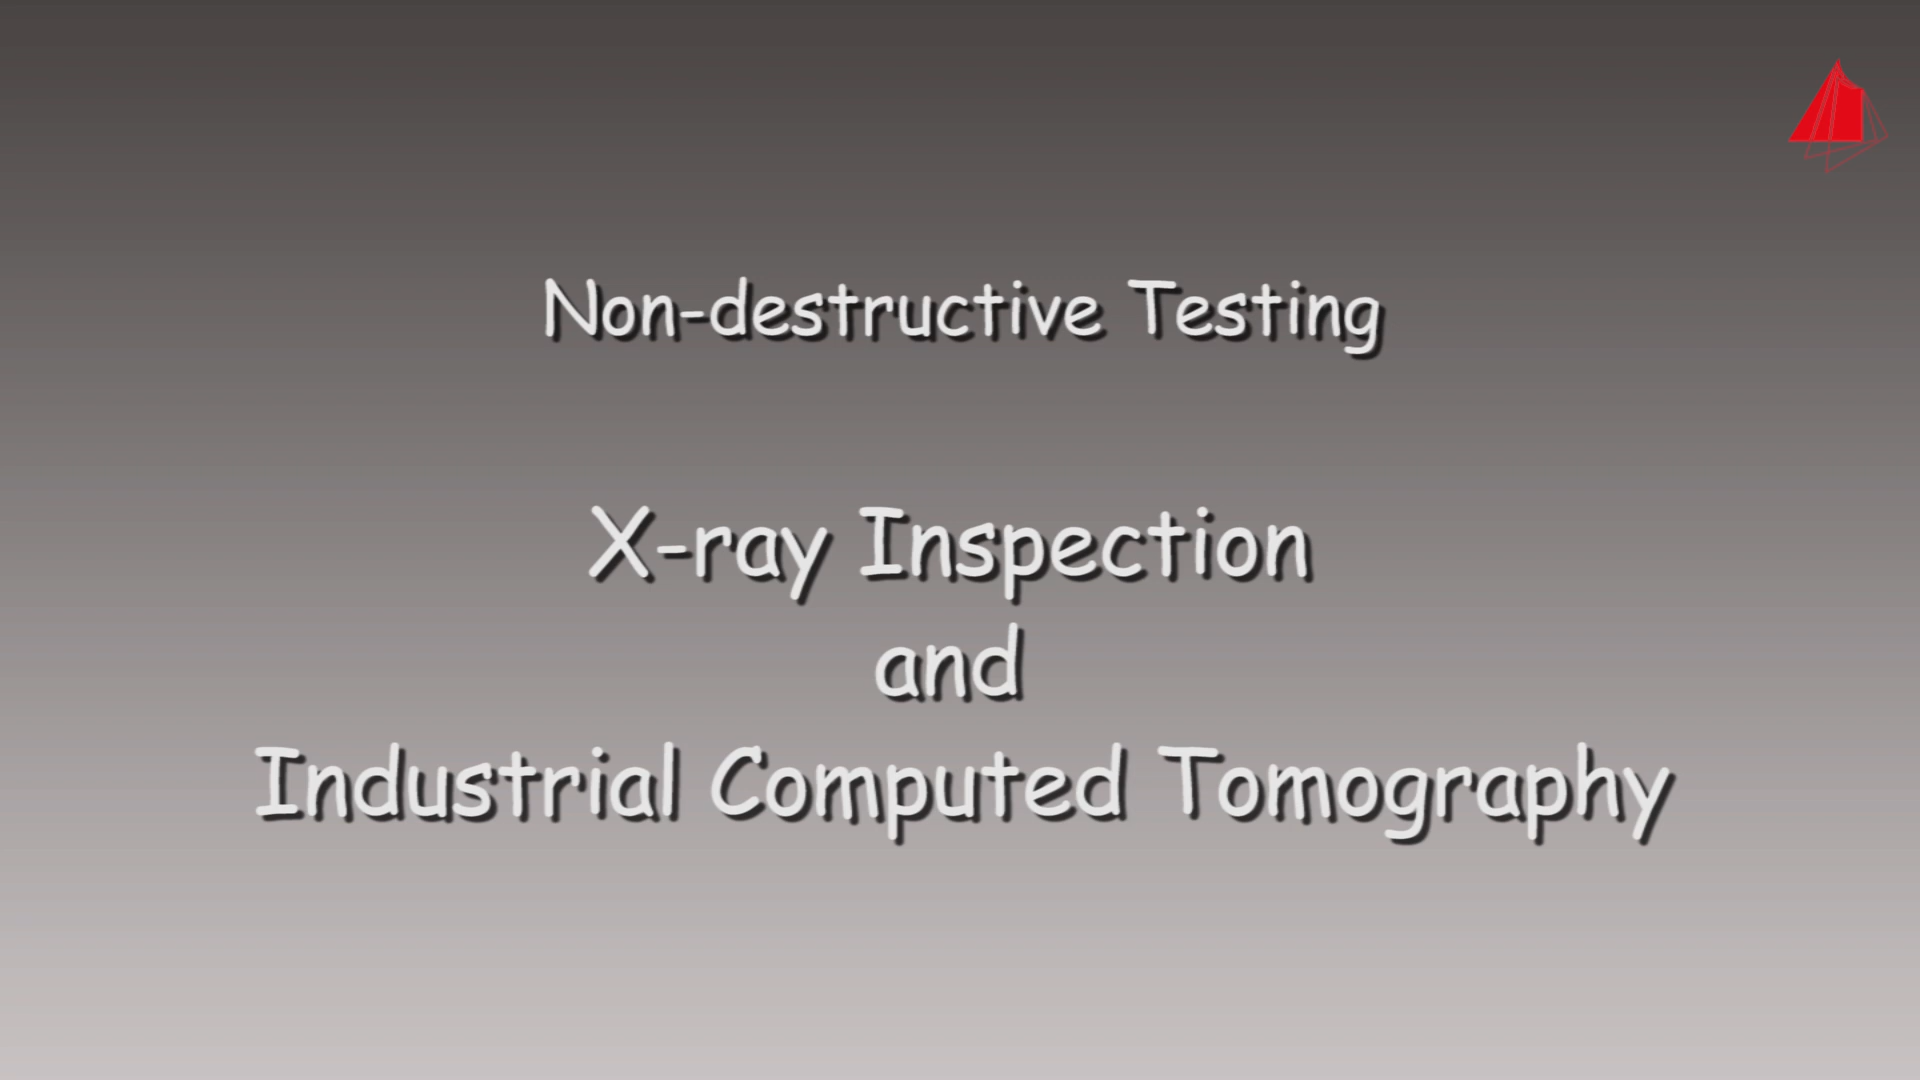 Non-destructive Testing
X-ray Inspection
and
Industrial Computed Tomography